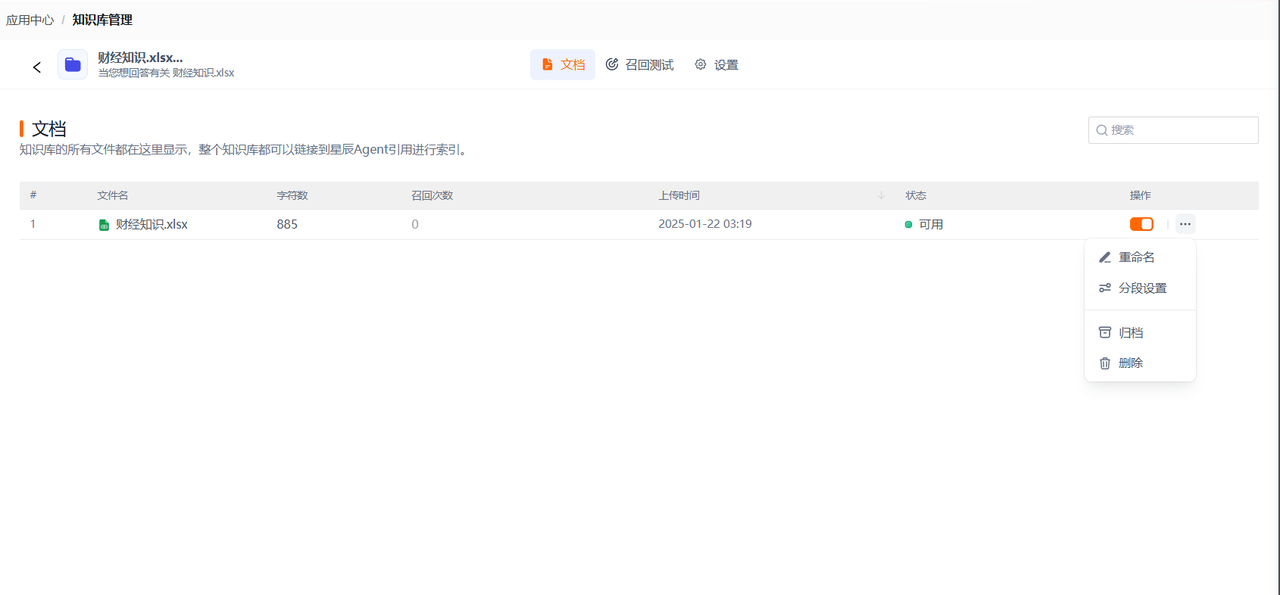 应用中心 / 知识库管理
财经知识.xlsx...
当您想回答有关 财经知识.xlsx
文档 召回测试 设置
文档
知识库的所有文件都在这里显示，整个知识库都可以链接到星辰Agent引用进行索引。
搜索
# 文件名 字符数 召回次数 上传时间 状态 操作
1 财经知识.xlsx 885 0 2025-01-22 03:19 可用
重命名
分段设置
归档
删除